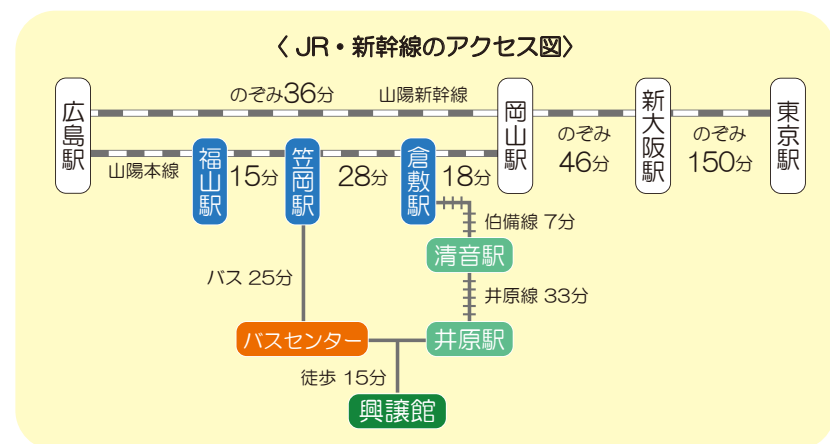 〈 JR・新幹線のアクセス図〉
のぞみ36分
山陽新幹線
広島駅
岡山駅
新大阪駅
東京駅
のぞみ
46分
のぞみ
150分
山陽本線
福山駅
15分
笠岡駅
28分
倉敷駅
18分
伯備線 7分
清音駅
バス 25分
井原線 33分
バスセンター
井原駅
徒歩 15分
興譲館